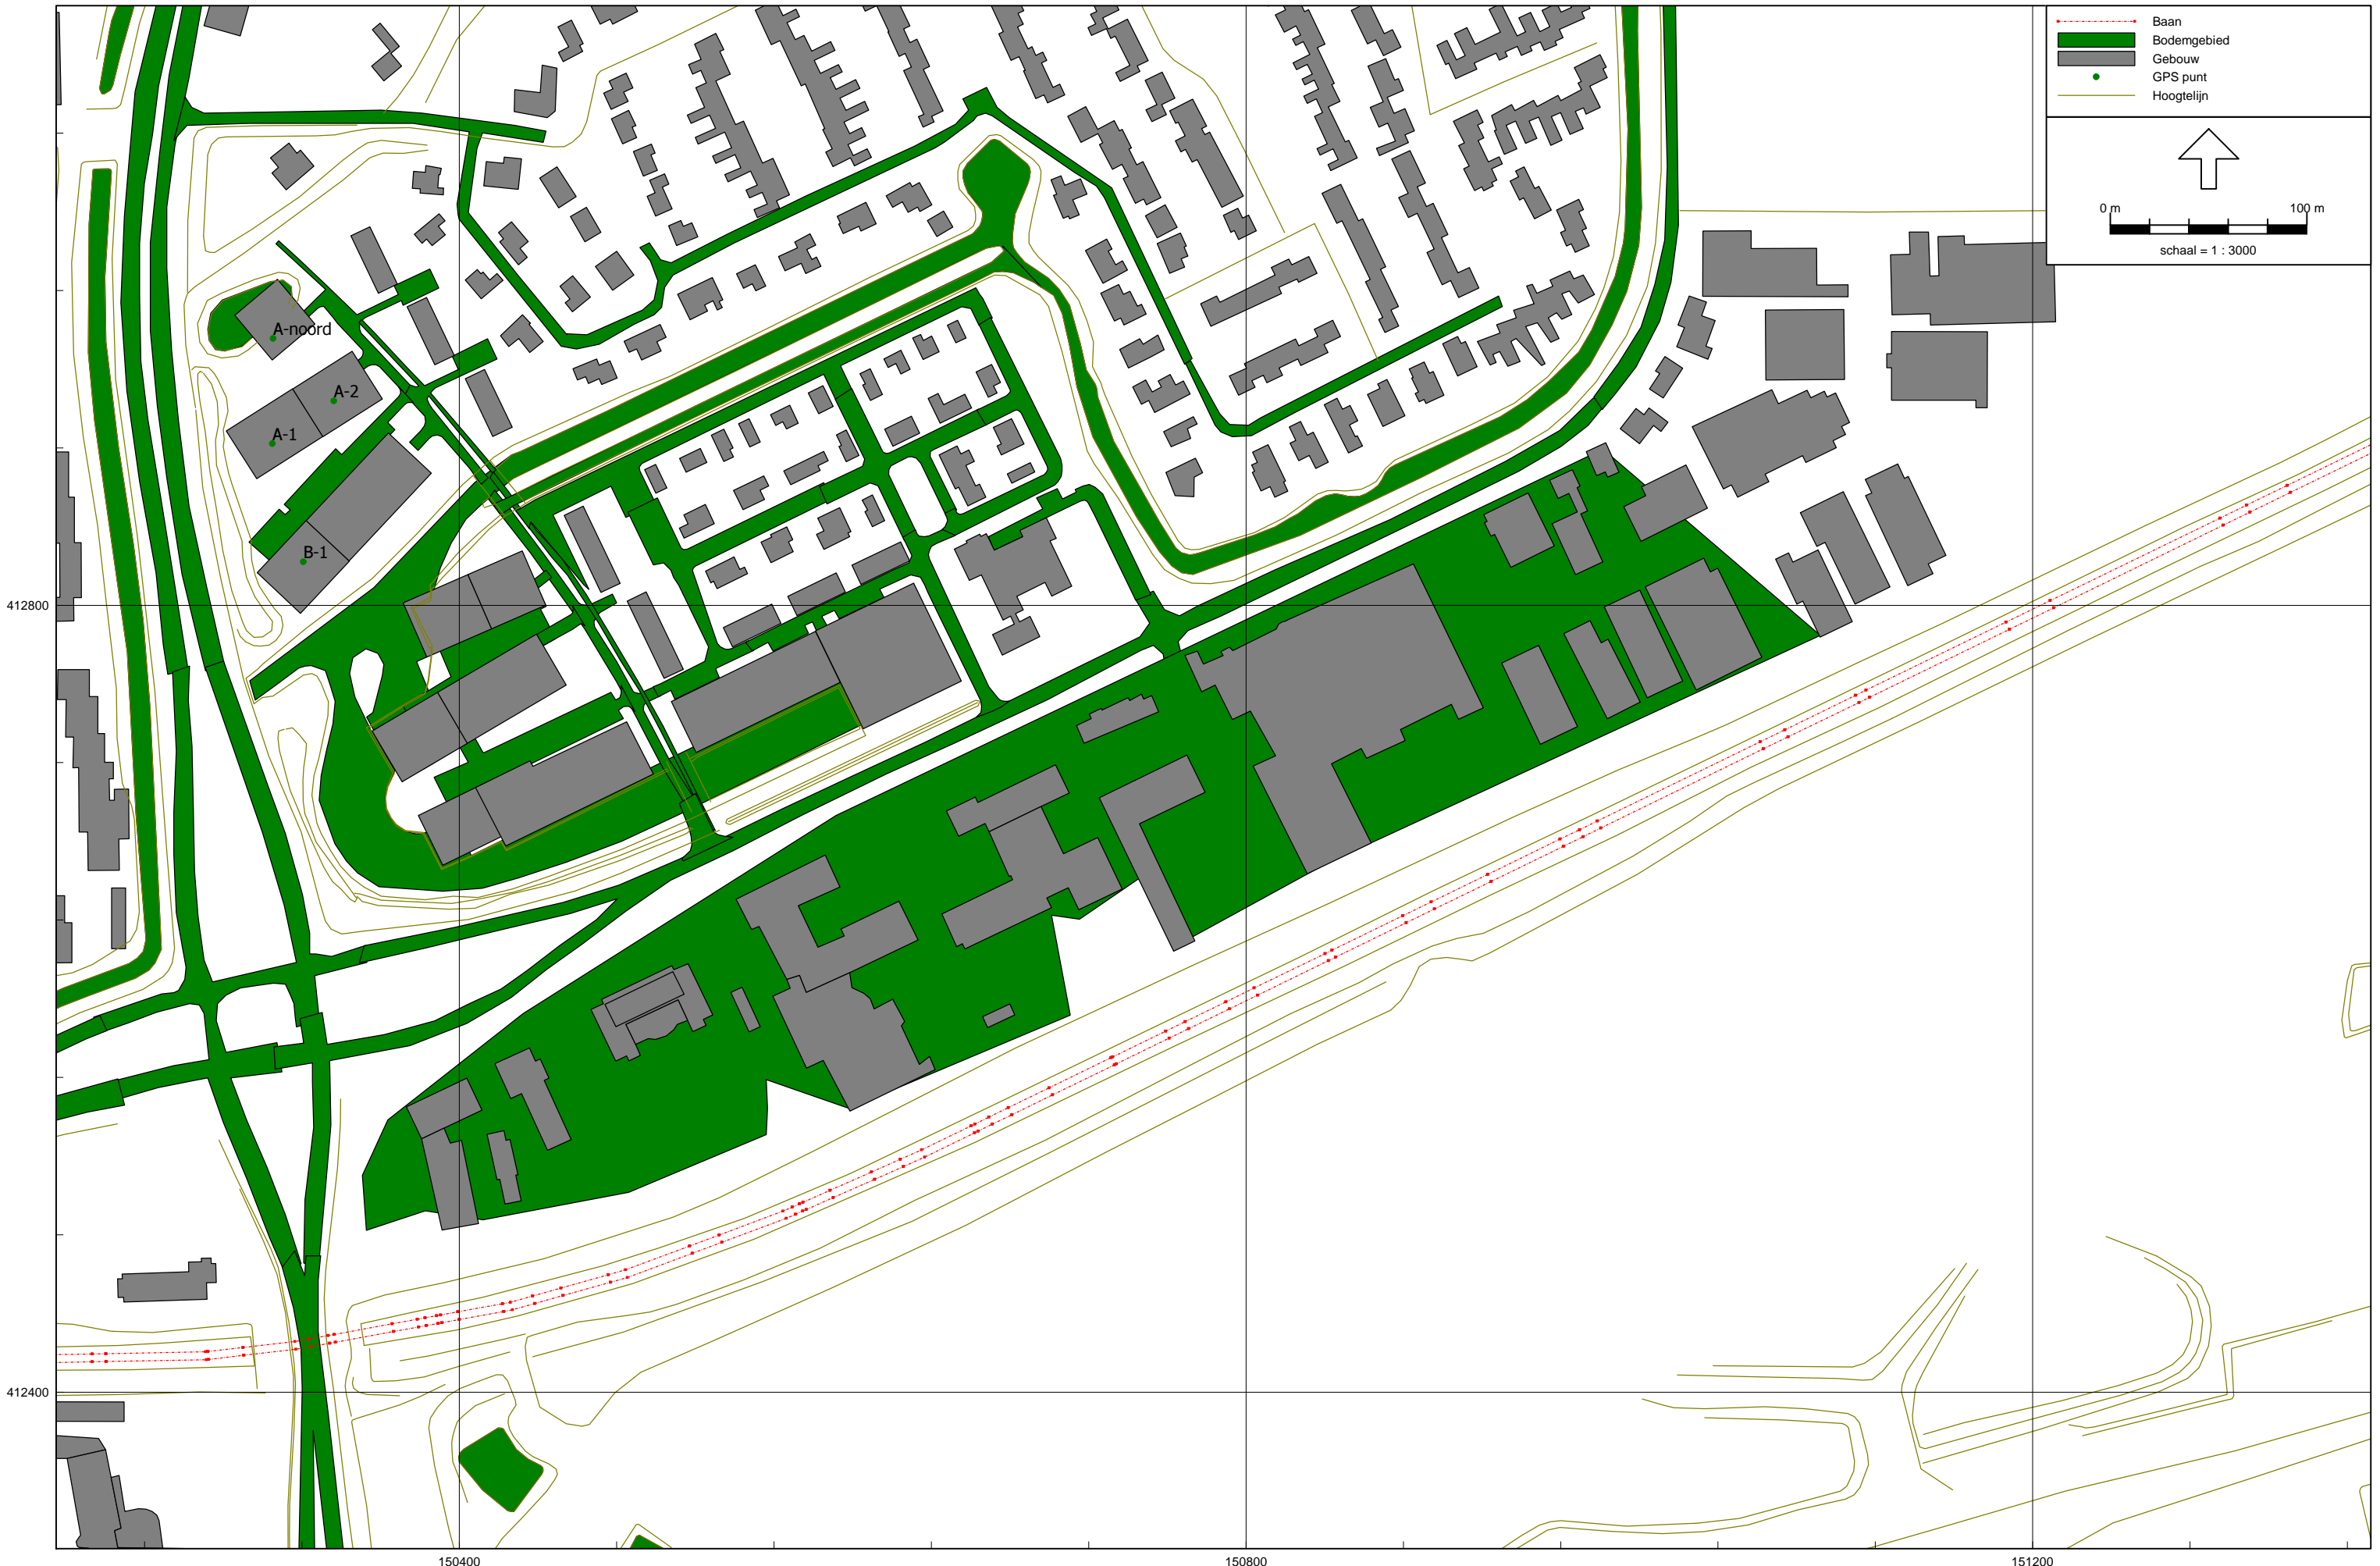 Baan
Bodemgebied
Gebouw
GPS punt
Hoogtelijn
0 m 100 m
schaal = 1 : 3000
A-noord
A-2
A-1
B-1
412800
412400
150400 150800 151200